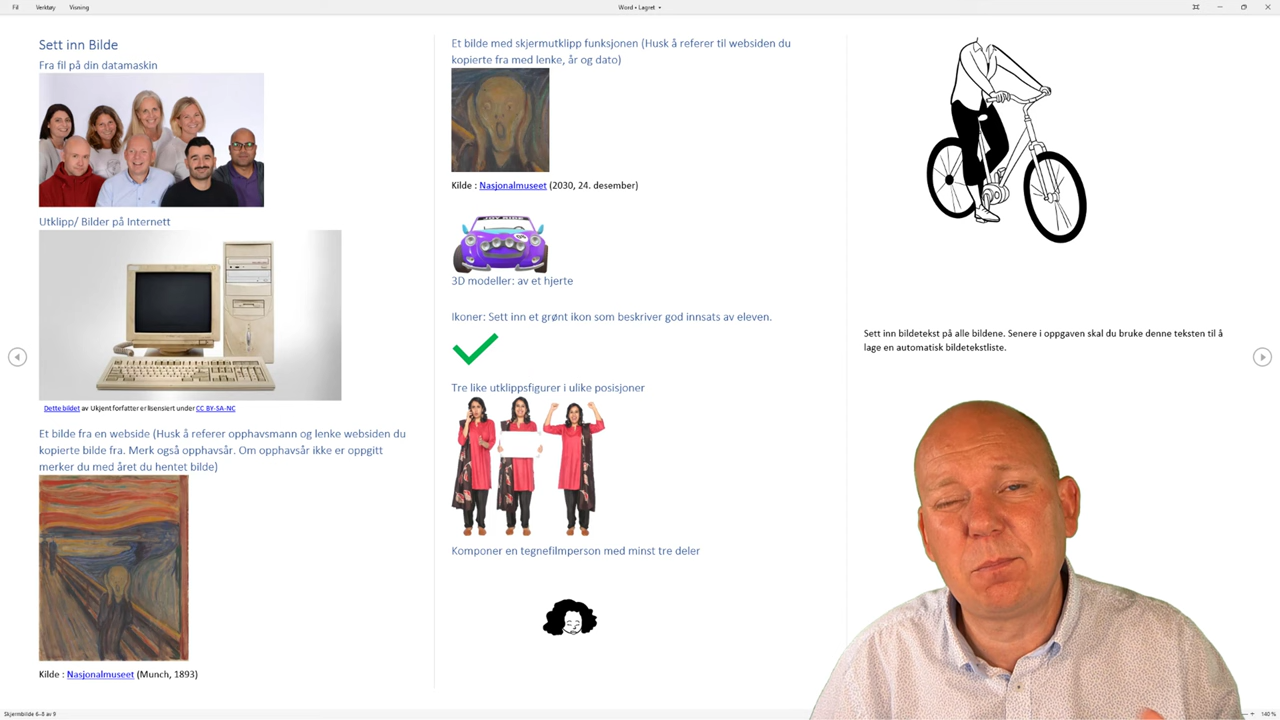 Fil Verktøy Visning
Word • Lagret
Sett inn Bilde
Fra fil på din datamaskin
Utklipp/ Bilder på Internett
Dette bildet av Ukjent forfatter er lisensiert under CC BY-SA-NC
Et bilde fra en webside (Husk å referer opphavsmann og lenke websiden du
kopierte bilde fra. Merk også opphavsår. Om opphavsår ikke er oppgitt
merker du med året du hentet bilde)
Kilde : Nasjonalmuseet (Munch, 1893)
Et bilde med skjermutklipp funksjonen (Husk å referer til websiden du
kopierte fra med lenke, år og dato)
Kilde : Nasjonalmuseet (2030, 24. desember)
JOY RIDE
3D modeller: av et hjerte
Ikoner: Sett inn et grønt ikon som beskriver god innsats av eleven.
Tre like utklippsfigurer i ulike posisjoner
Komponer en tegnefilmperson med minst tre deler
Sett inn bildetekst på alle bildene. Senere i oppgaven skal du bruke denne teksten til å
lage en automatisk bildetekstliste.
Skjermbilde 6–8 av 9
140 %